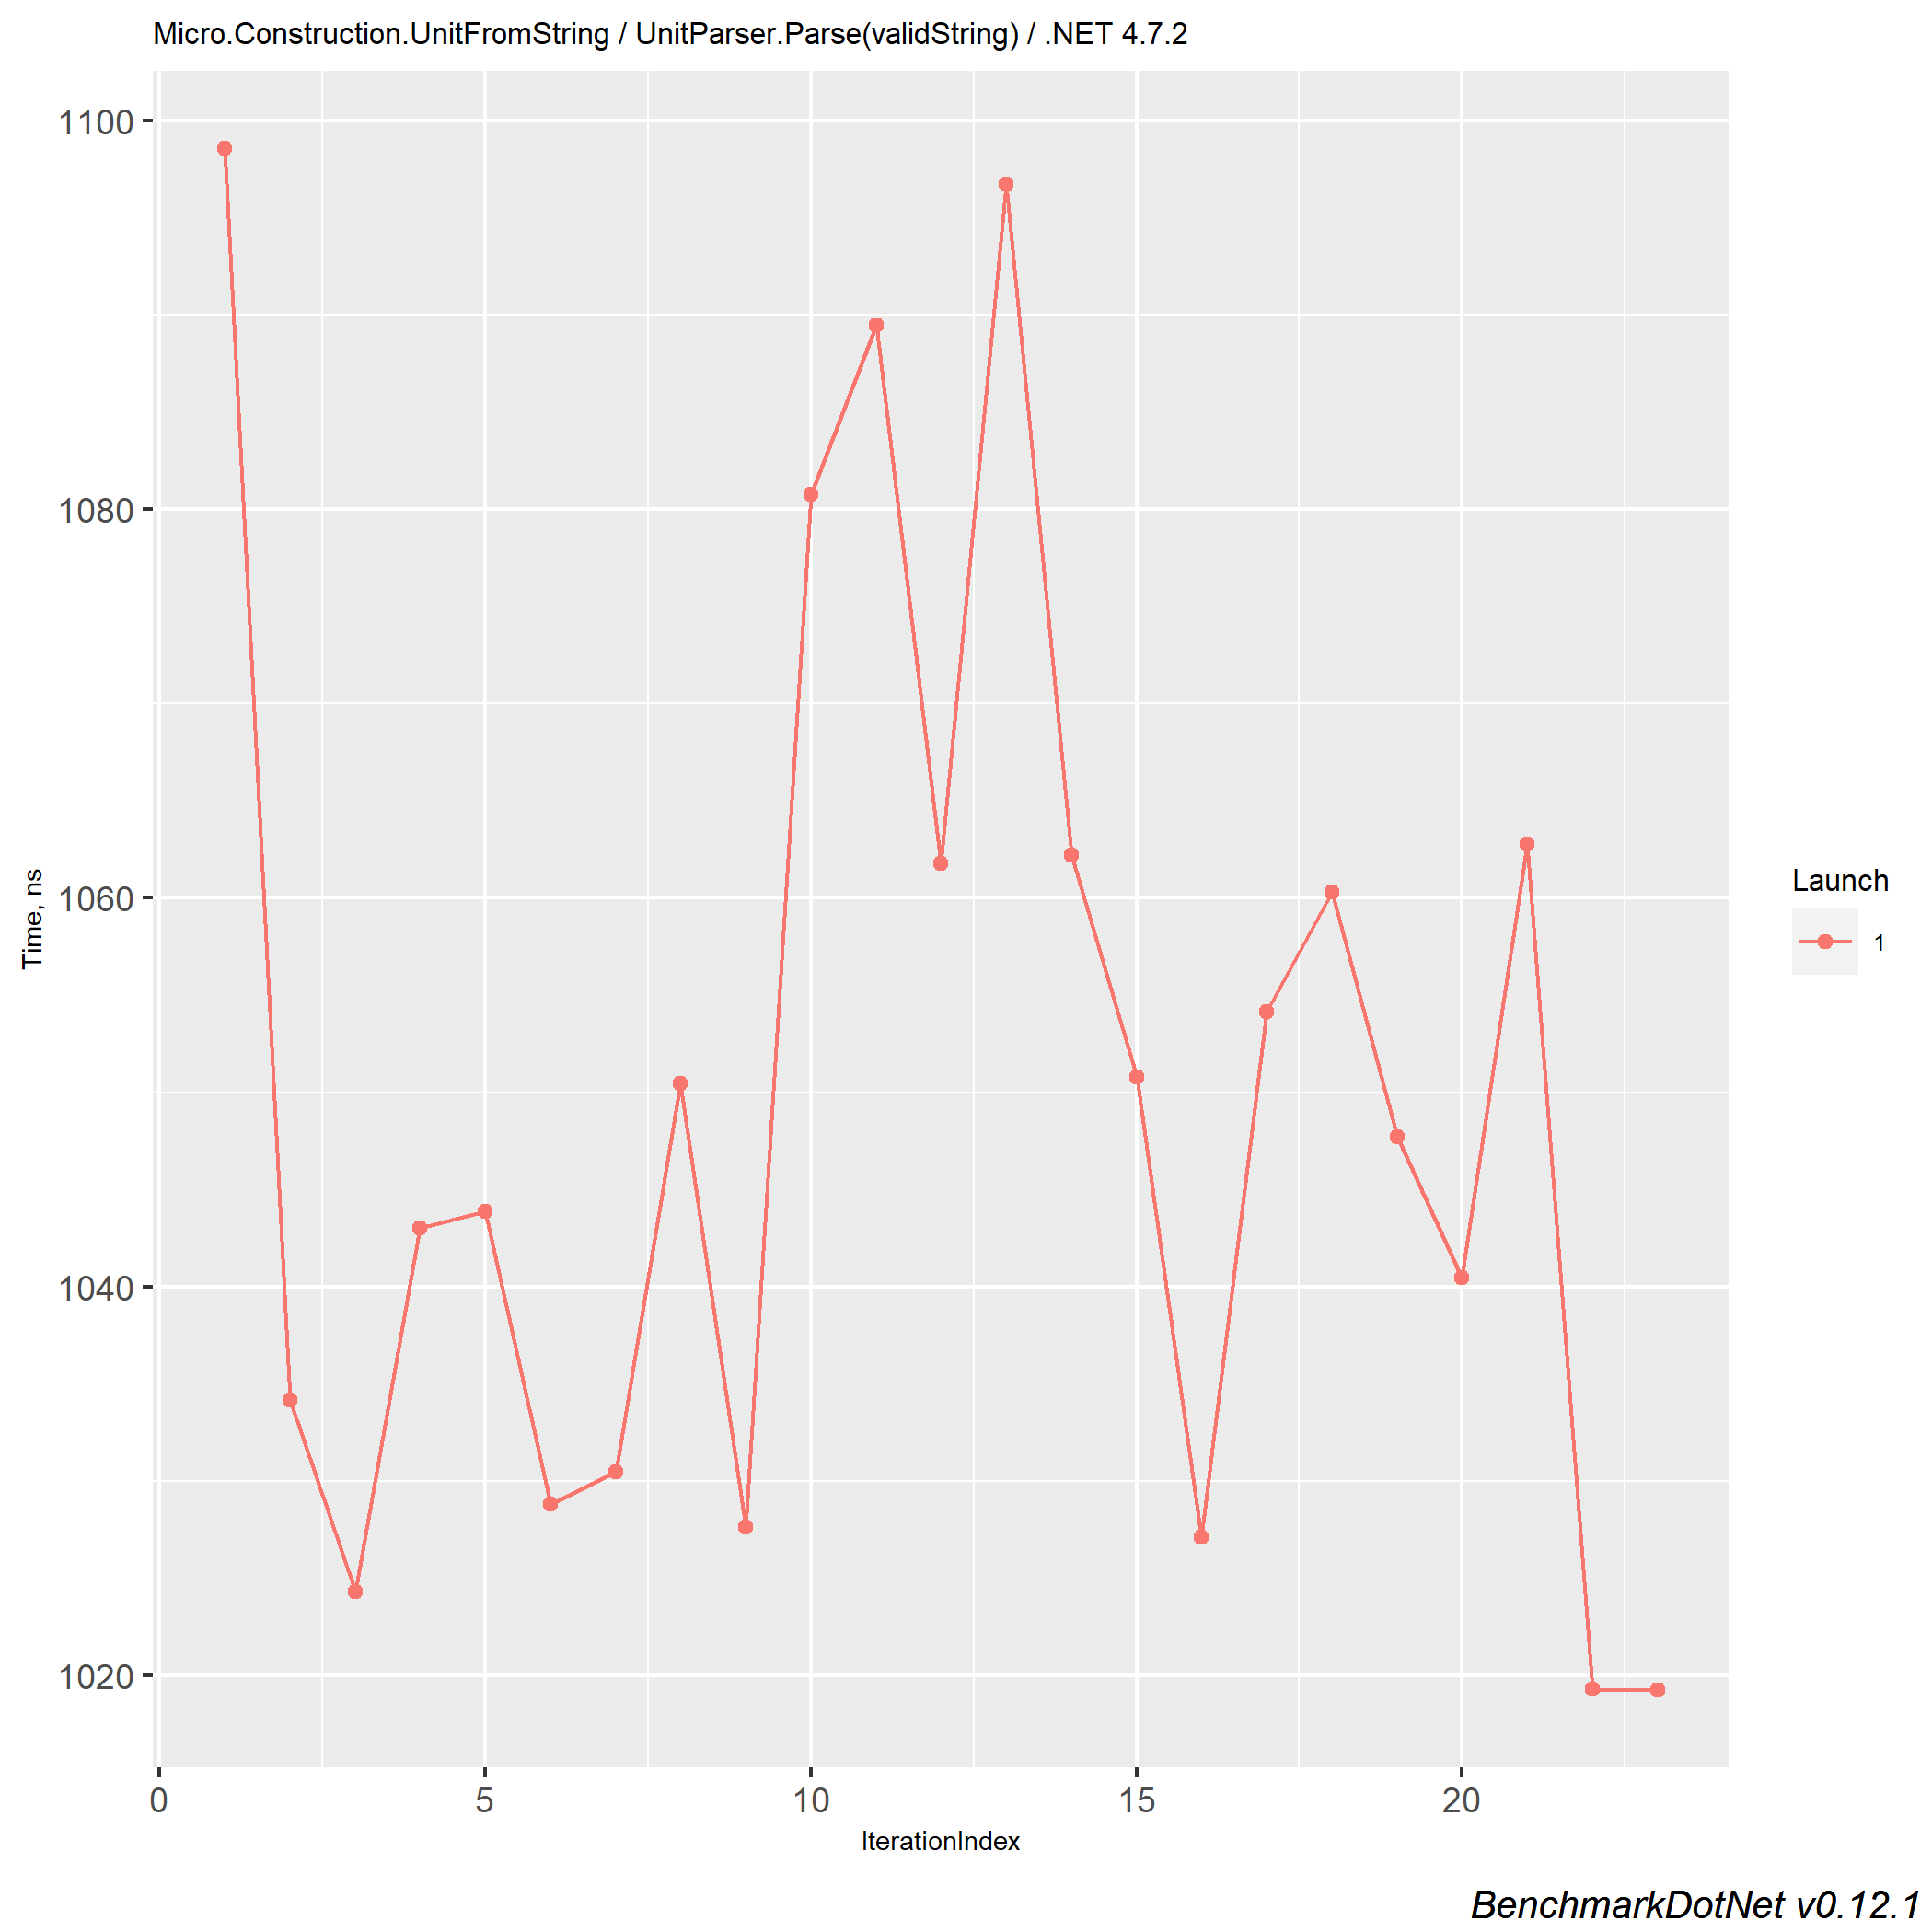 Micro.Construction.UnitFromString / UnitParser.Parse(validString) / .NET 4.7.2
1100
1080
1060
1040
1020
Time, ns
0 5 10 15 20
IterationIndex
Launch
1
BenchmarkDotNet v0.12.1